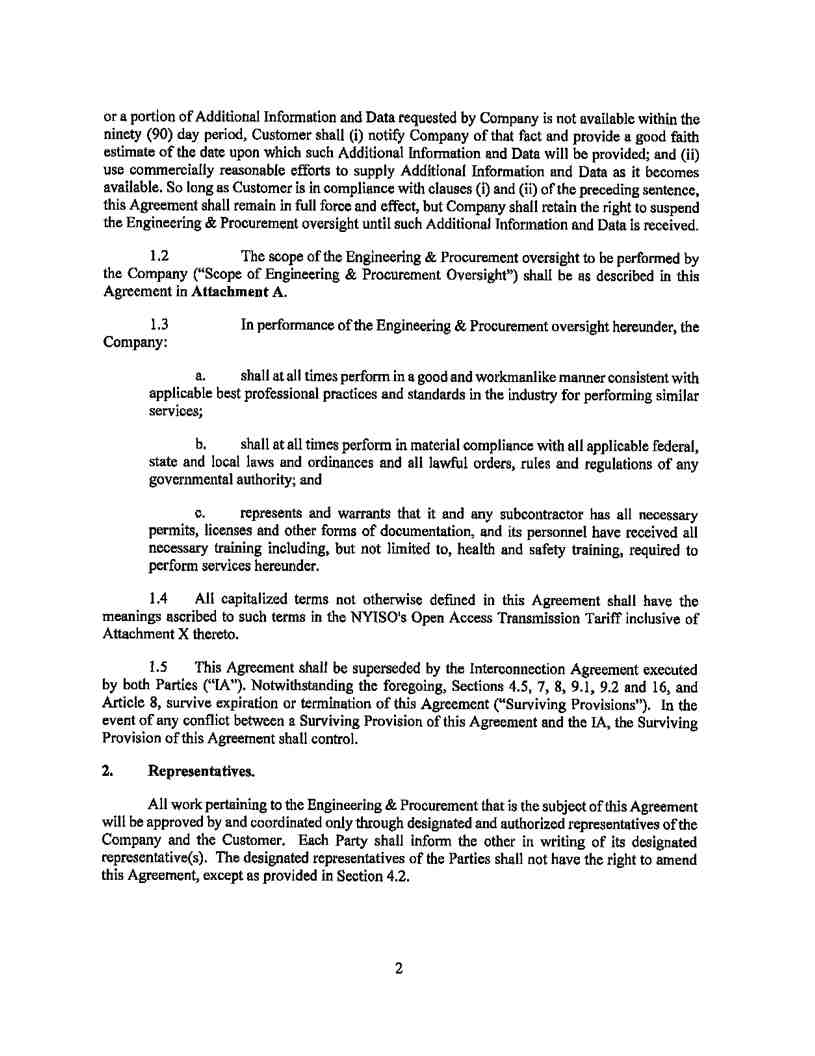 or a portion of Additional Information and Data requested by Company is not available within the
ninety (90) day period, Customer shall (i) notify Company of that fact and provide a good faith
estimate of the date upon which such Additional Information and Data will be provided; and (ii)
use commercially reasonable efforts to supply Additional Information and Data as it becomes
available. So long as Customer is in compliance with clauses (i) and (ii) of the preceding sentence,
this Agreement shall remain in full force and effect, but Company shall retain the right to suspend
the Engineering & Procurement oversight until such Additional Information and Data is received.
1.2 The scope of the Engineering & Procurement oversight to be performed by
the Company ("Scope of Engineering & Procurement Oversight") shall be as described in this
Agreement in Attachment A.
1.3 In performance of the Engineering & Procurement oversight hereunder, the
Company:
a. shall at all times perform in a good and workmanlike manner consistent with
applicable best professional practices and standards in the industry for performing similar
services;
b. shall at all times perform in material compliance with all applicable federal,
state and local laws and ordinances and all lawful orders, rules and regulations of any
governmental authority; and
c. represents and warrants that it and any subcontractor has all necessary
permits, licenses and other forms of documentation, and its personnel have received all
necessary training including, but not limited to, health and safety training, required to
perform services hereunder.
1.4 All capitalized terms not otherwise defined in this Agreement shall have the
meanings ascribed to such terms in the NYISO's Open Access Transmission Tariff inclusive of
Attachment X thereto.
1.5 This Agreement shall be superseded by the Interconnection Agreement executed
by both Parties ("IA"). Notwithstanding the foregoing, Sections 4.5, 7, 8, 9.1, 9.2 and 16, and
Article 8, survive expiration or termination of this Agreement ("Surviving Provisions"). In the
event of any conflict between a Surviving Provision of this Agreement and the IA, the Surviving
Provision of this Agreement shall control.
2. Representatives.
All work pertaining to the Engineering & Procurement that is the subject of this Agreement
will be approved by and coordinated only through designated and authorized representatives of the
Company and the Customer. Each Party shall inform the other in writing of its designated
representative(s). The designated representatives of the Parties shall not have the right to amend
this Agreement, except as provided in Section 4.2.
2